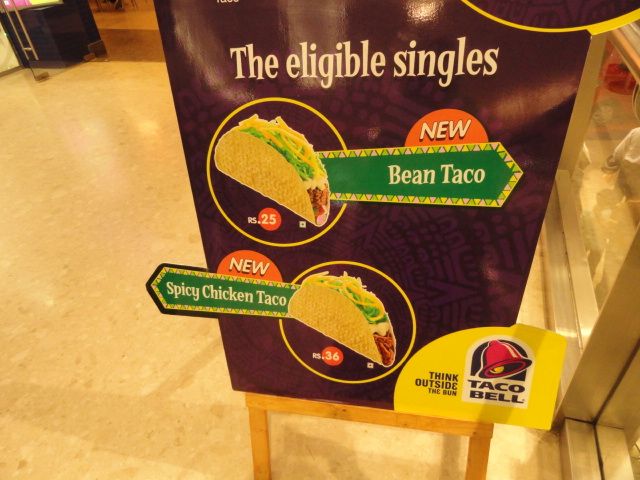 Taco
The eligible singles
NEW
Bean Taco
RS.25
NEW
Spicy Chicken Taco
RS.36
THINK
OUTSIDE
THE BUN
TACO
BELL